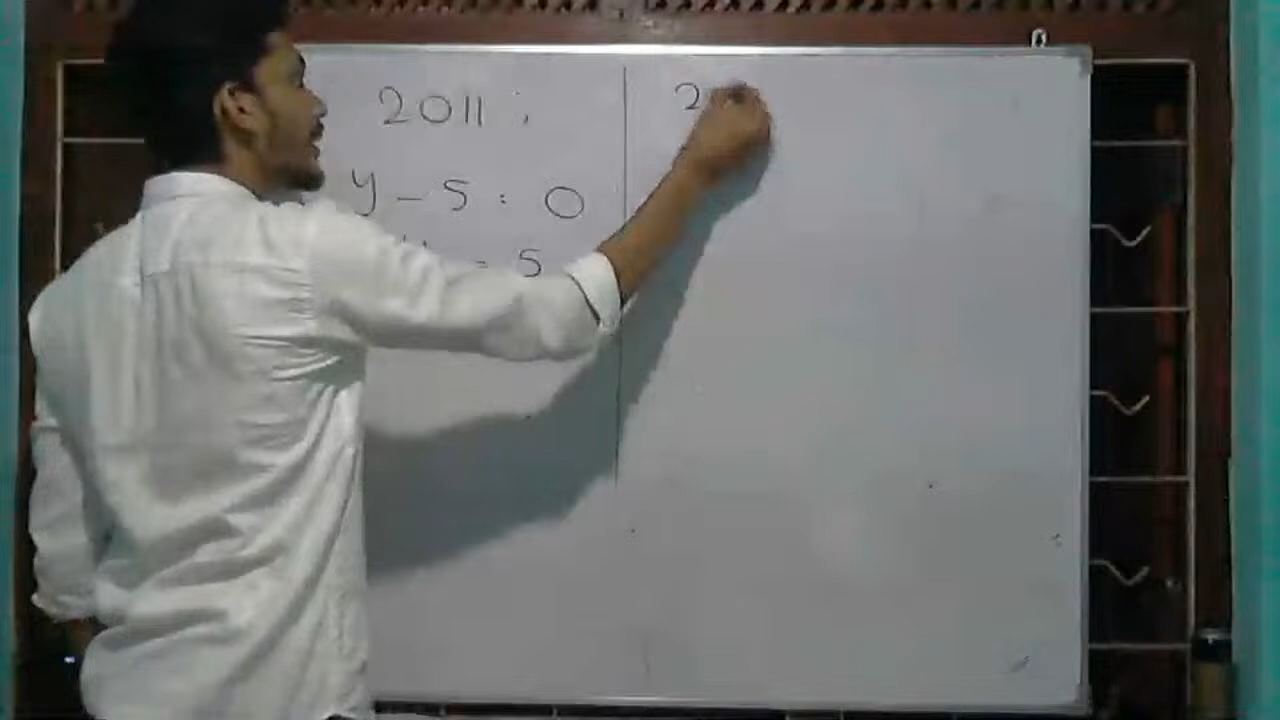 2011 ;
y - 5 = 0
y = 5
2